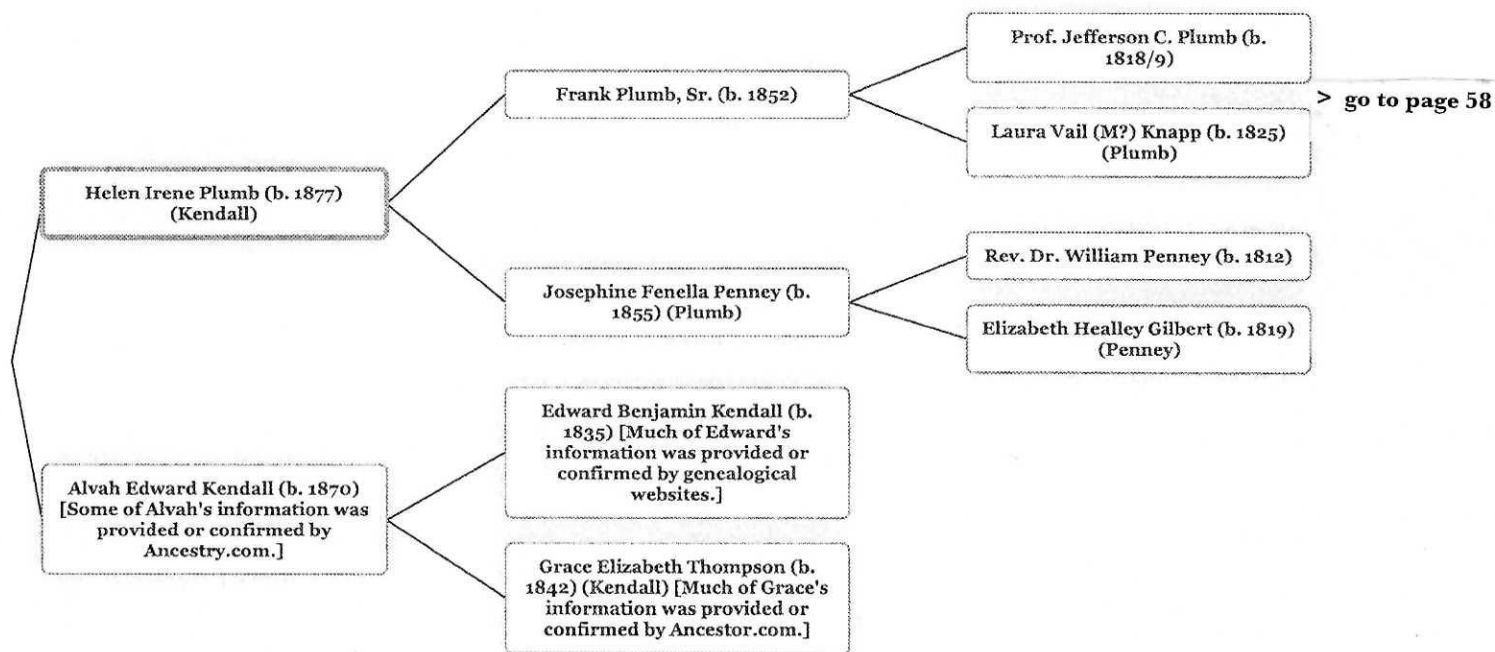 Prof. Jefferson C. Plumb (b.
1818/9)
Frank Plumb, Sr. (b. 1852)
> go to page 58
Laura Vail (M?) Knapp (b. 1825)
(Plumb)
Helen Irene Plumb (b. 1877)
(Kendall)
Rev. Dr. William Penney (b. 1812)
Josephine Fenella Penney (b.
1855) (Plumb)
Elizabeth Healley Gilbert (b. 1819)
(Penney)
Edward Benjamin Kendall (b.
1835) [Much of Edward's
information was provided or
confirmed by genealogical
websites.]
Alvah Edward Kendall (b. 1870)
[Some of Alvah's information was
provided or confirmed by
Ancestry.com.]
Grace Elizabeth Thompson (b.
1842) (Kendall) [Much of Grace's
information was provided or
confirmed by Ancestor.com.]